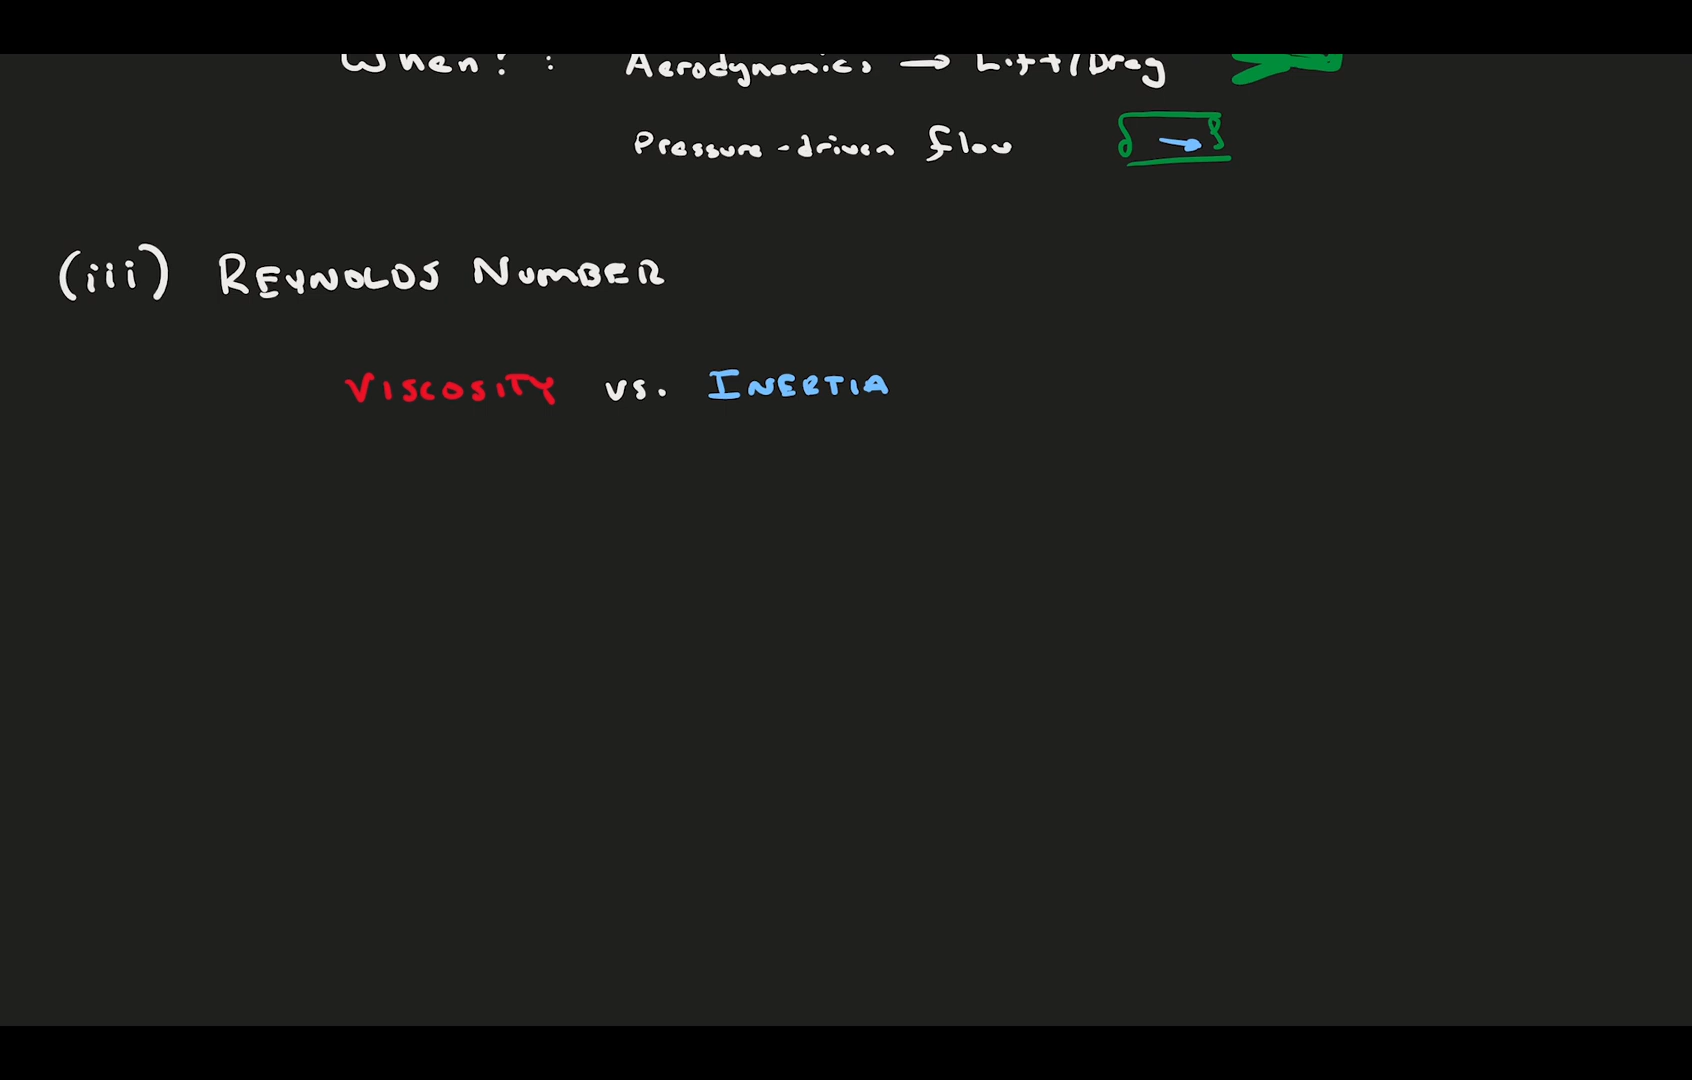 When? : Aerodynamics → Lift/Drag
Pressure-driven flow
(iii) REYNOLDS NUMBER
VISCOSITY vs. INERTIA